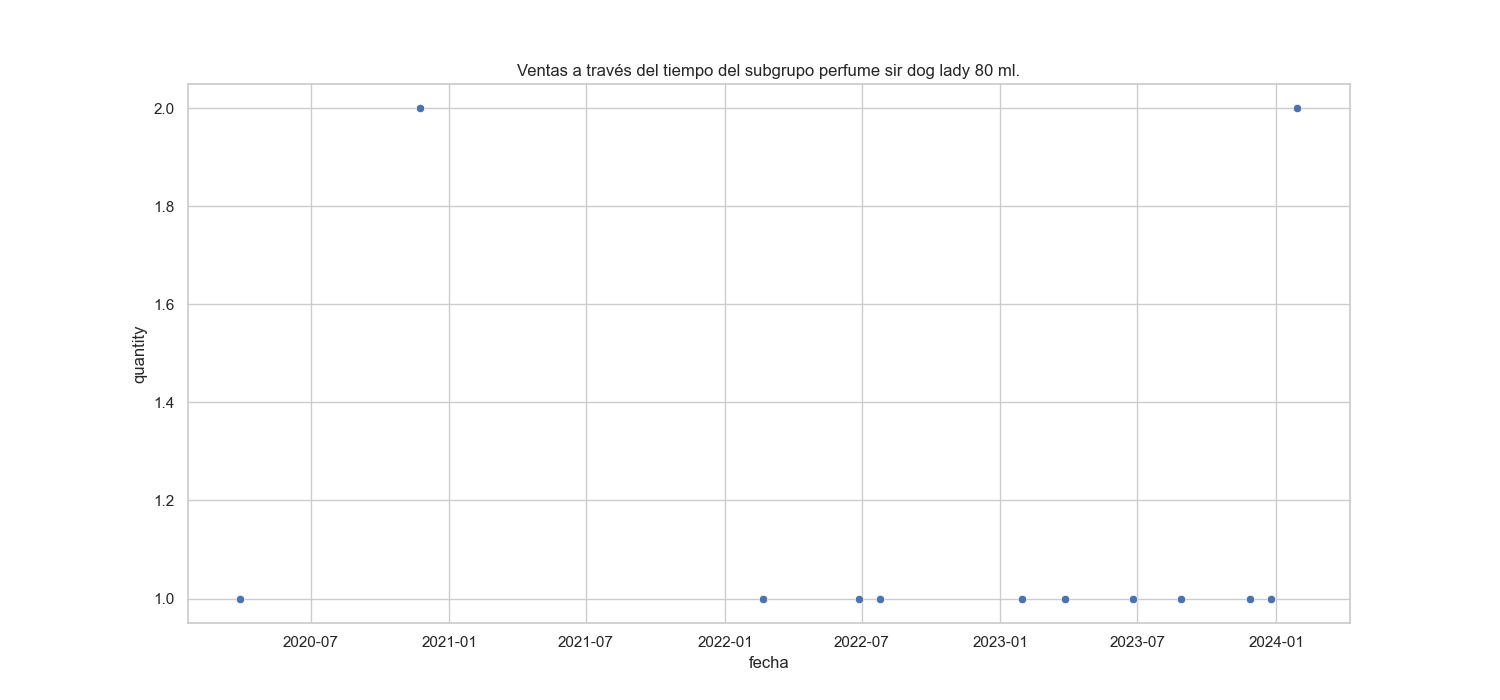 Ventas a través del tiempo del subgrupo perfume sir dog lady 80 ml.
2.0
1.8
1.6
1.4
1.2
1.0
quantity
2020-07 2021-01 2021-07 2022-01 2022-07 2023-01 2023-07 2024-01
fecha